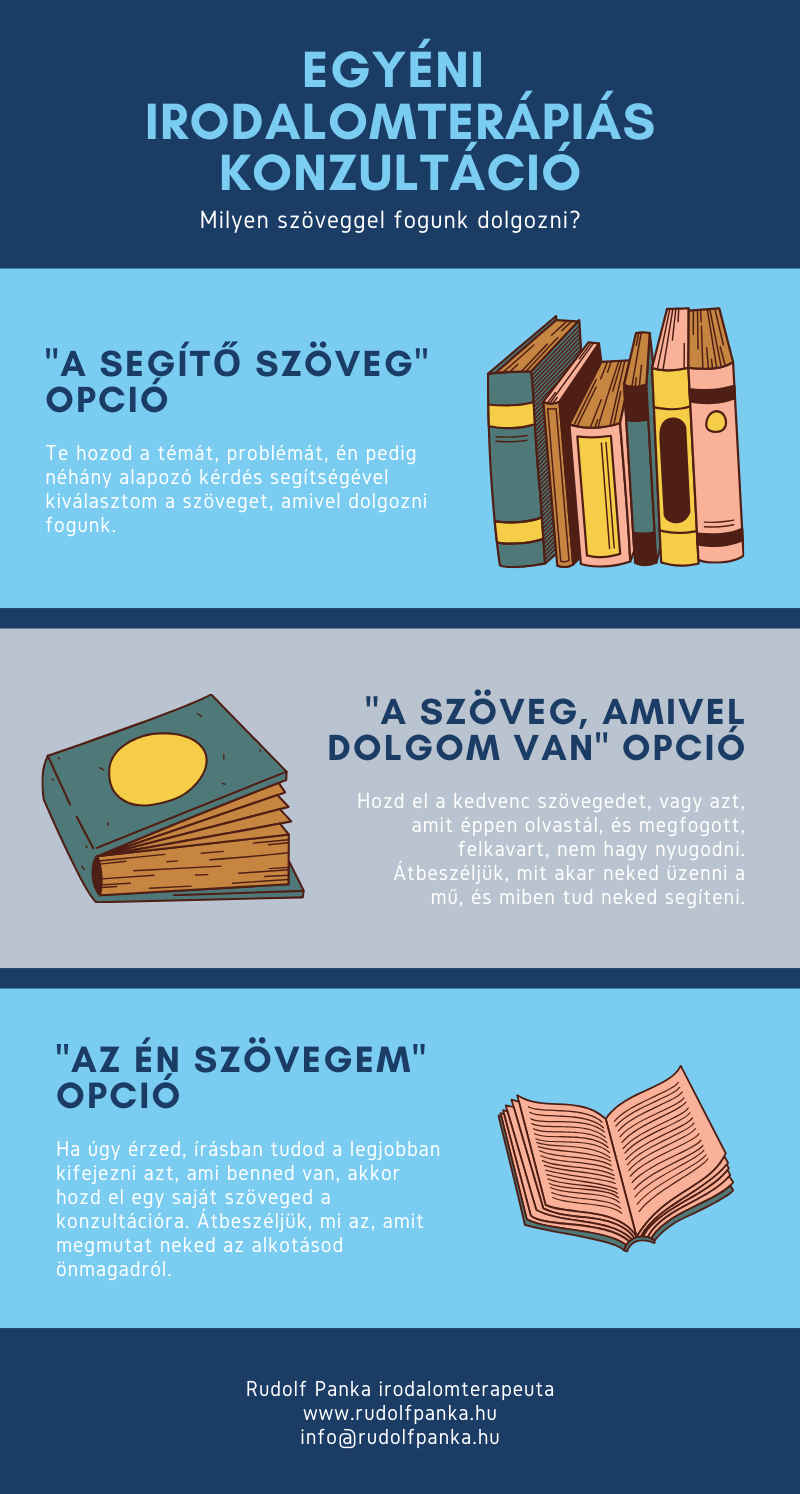 EGYÉNI
IRODALOMTERÁPIÁS
KONZULTÁCIÓ
Milyen szöveggel fogunk dolgozni?
"A SEGÍTŐ SZÖVEG"
OPCIÓ
Te hozod a témát, problémát, én pedig
néhány alapozó kérdés segítségével
kiválasztom a szöveget, amivel dolgozni
fogunk.
"A SZÖVEG, AMIVEL
DOLGOM VAN" OPCIÓ
Hozd el a kedvenc szövegedet, vagy azt,
amit éppen olvastál, és megfogott,
felkavart, nem hagy nyugodni.
Átbeszéljük, mit akar neked üzenni a
mű, és miben tud neked segíteni.
"AZ ÉN SZÖVEGEM"
OPCIÓ
Ha úgy érzed, írásban tudod a legjobban
kifejezni azt, ami benned van, akkor
hozd el egy saját szöveged a
konzultációra. Átbeszéljük, mi az, amit
megmutat neked az alkotásod
önmagadról.
Rudolf Panka irodalomterapeuta
www.rudolfpanka.hu
info@rudolfpanka.hu